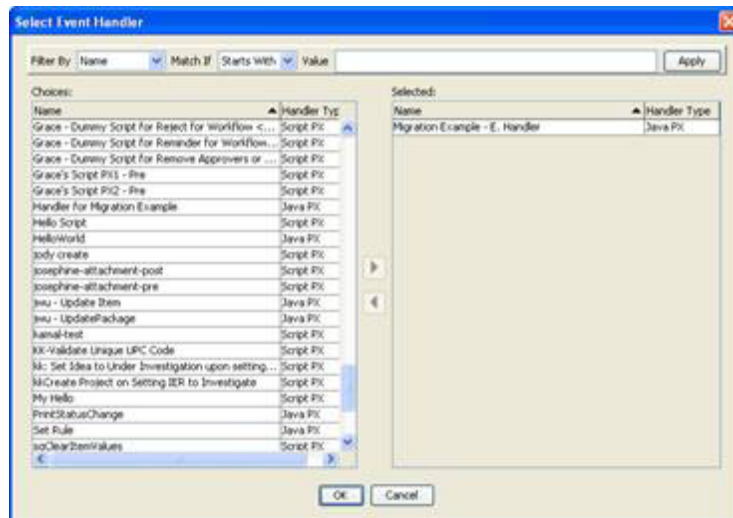 Select Event Handler
Filter By Name Match If Starts With Value Apply
Choices: Selected:
Name Handler Typ Name Handler Type
Grace - Dummy Script for Reject for Workflow <... Script PX Migration Example - E. Handler Java PX
Grace - Dummy Script for Reminder for Workflow... Script PX
Grace - Dummy Script for Remove Approvers or ... Script PX
Grace's Script PX1 - Pre Script PX
Grace's Script PX2 - Pre Script PX
Handler for Migration Example Java PX
Hello Script Script PX
HelloWorld Java PX
jody create Script PX
josephine-attachment-post Script PX
josephine-attachment-pre Script PX
jwu - Update Item Java PX
jwu - UpdatePackage Java PX
kamal-test Script PX
KK-Validate Unique UPC Code Script PX
kk: Set Idea to Under Investigation upon setting... Script PX
kkCreate Project on Setting IER to Investigate Script PX
My Hello Script PX
PrintStatusChange Java PX
Set Rule Java PX
Script PX
OK Cancel